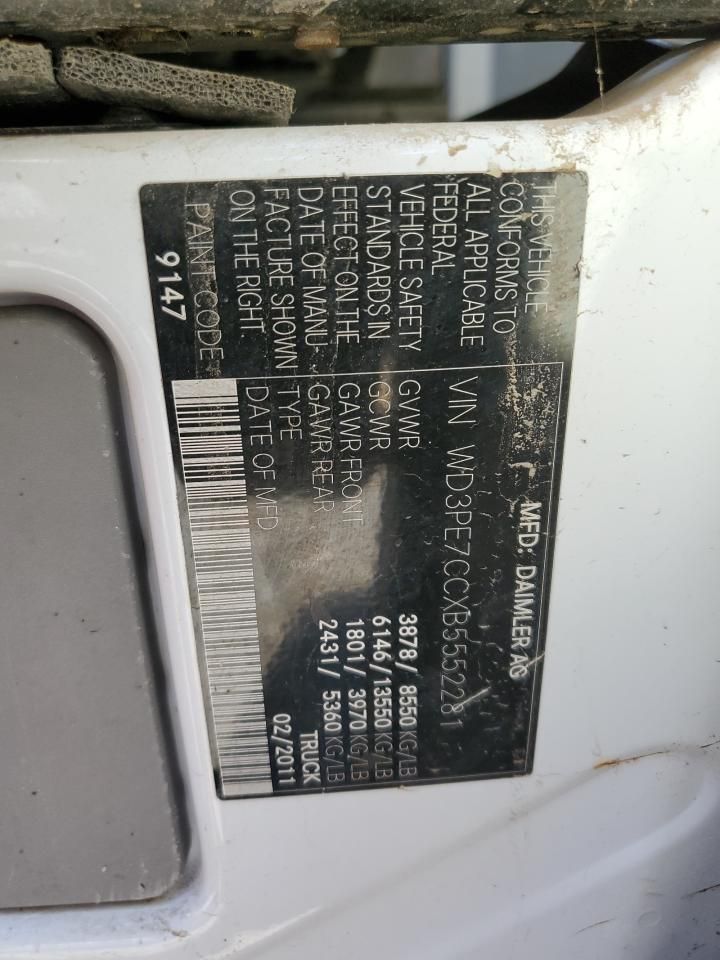 THIS VEHICLE
CONFORMS TO
ALL APPLICABLE
FEDERAL
VEHICLE SAFETY
STANDARDS IN
EFFECT ON THE
DATE OF MANU-
FACTURE SHOWN
ON THE RIGHT
PAINT CODE
9147
MFD: DAIMLER AG
VIN WD3PE7CCXB5552281
GVWR 3878/ 8550 KG/LB
GCWR 6146/13550 KG/LB
GAWR FRONT 1801/ 3970 KG/LB
GAWR REAR 2431/ 5360 KG/LB
TYPE TRUCK
DATE OF MFD 02/2011